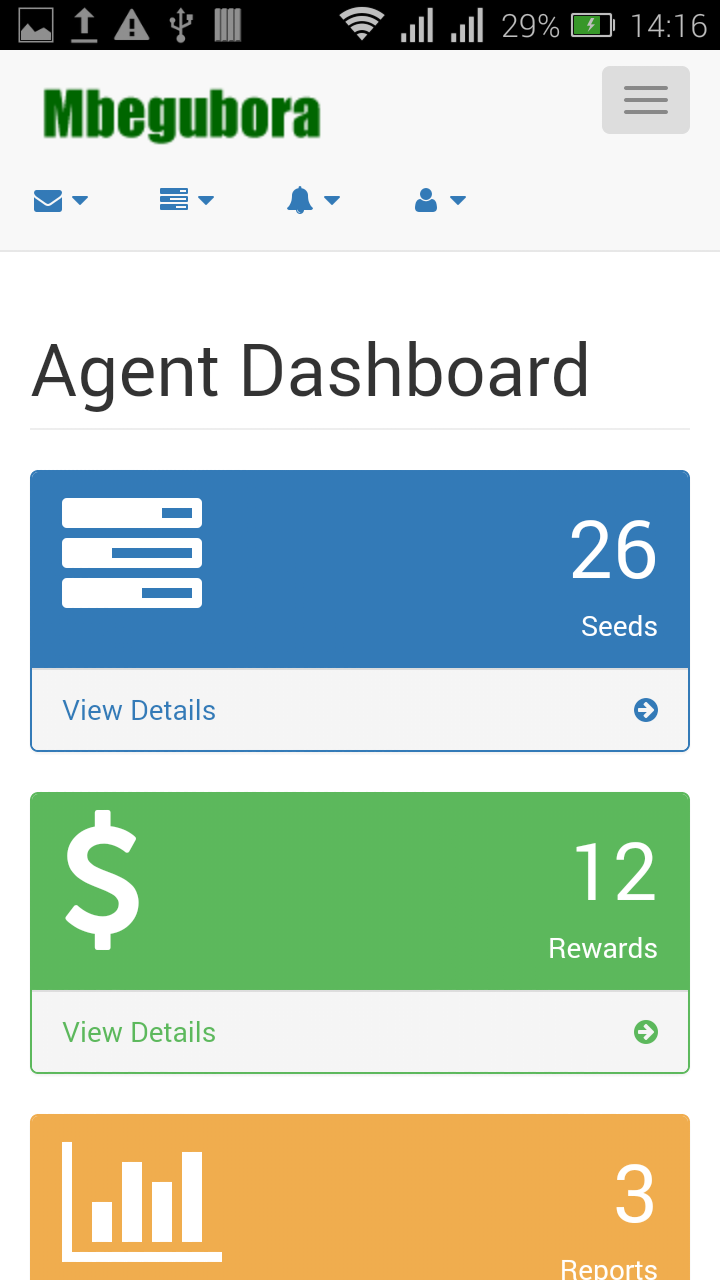 29% 14:16
Mbegubora
Agent Dashboard
26
Seeds
View Details
12
Rewards
View Details
3
Reports